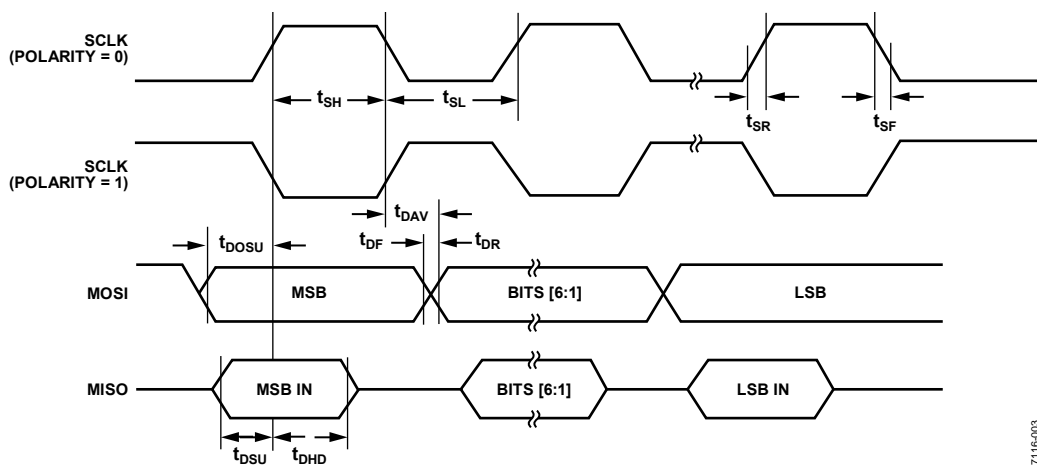 SCLK
(POLARITY = 0)
tSH
tSL
tSR
tSF
SCLK
(POLARITY = 1)
tDAV
tDOSU
tDF
tDR
MOSI
MSB
BITS [6:1]
LSB
MISO
MSB IN
BITS [6:1]
LSB IN
tDSU
tDHD
7116-003